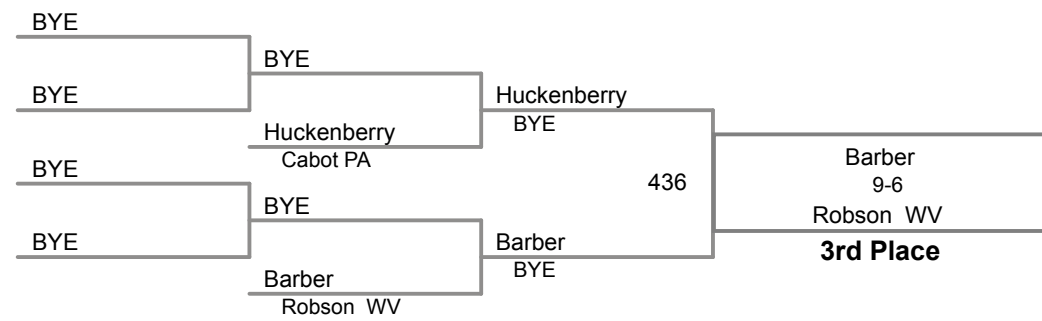 BYE
BYE
BYE
Huckenberry
Cabot PA
Huckenberry
BYE
BYE
BYE
BYE
Barber
Robson WV
Barber
BYE
436
Barber
9-6
Robson WV
3rd Place